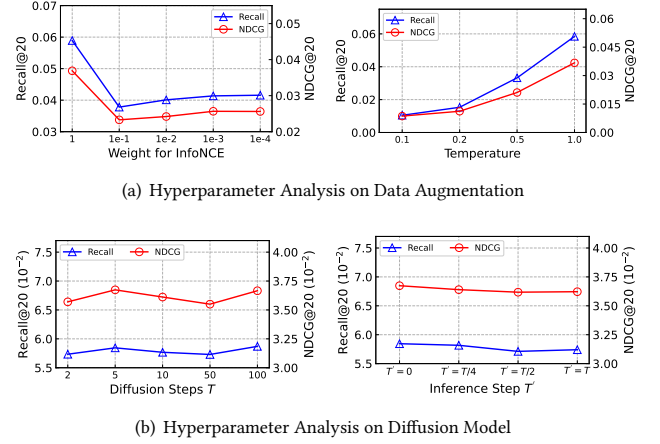 0.07
0.06
0.05
0.04
0.03
Recall@20
Recall
NDCG
0.05
0.04
0.03
0.02
NDCG@20
1 1e-1 1e-2 1e-3 1e-4
Weight for InfoNCE
0.06
0.04
0.02
0.00
Recall@20
Recall
NDCG
0.06
0.045
0.03
0.015
0.00
NDCG@20
0.1 0.2 0.5 1.0
Temperature
(a) Hyperparameter Analysis on Data Augmentation
7.5
7.0
6.5
6.0
5.5
Recall@20 (10⁻²)
Recall NDCG
4.00
3.75
3.50
3.25
3.00
NDCG@20 (10⁻²)
2 5 10 50 100
Diffusion Steps T
7.5
7.0
6.5
6.0
5.5
Recall@20 (10⁻²)
Recall NDCG
4.00
3.75
3.50
3.25
3.00
NDCG@20 (10⁻²)
T′ = 0 T′ = T/4 T′ = T/2 T′ = T
Inference Step T′
(b) Hyperparameter Analysis on Diffusion Model